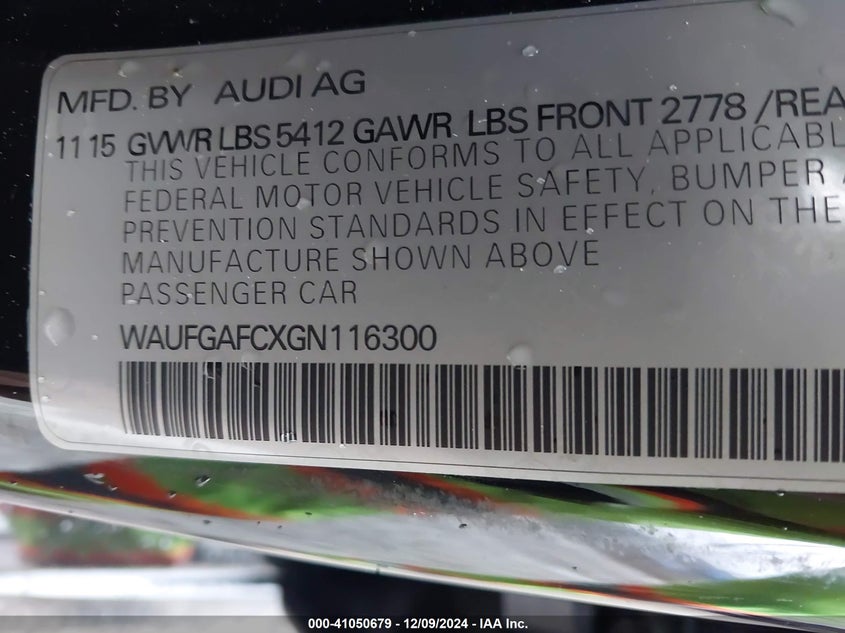 MFD. BY AUDI AG
11 15 GVWR LBS 5412 GAWR LBS FRONT 2778 /REA
THIS VEHICLE CONFORMS TO ALL APPLICABL
FEDERAL MOTOR VEHICLE SAFETY, BUMPER
PREVENTION STANDARDS IN EFFECT ON THE
MANUFACTURE SHOWN ABOVE
PASSENGER CAR
WAUFGAFCXGN116300
000-41050679 - 12/09/2024 - IAA Inc.